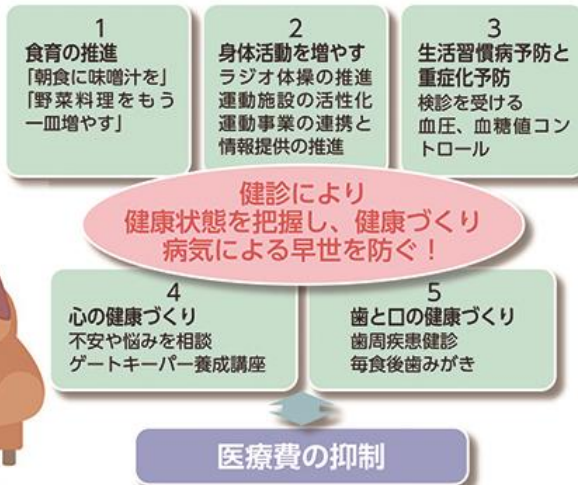 1
食育の推進
「朝食に味噌汁を」
「野菜料理をもう
一皿増やす」
2
身体活動を増やす
ラジオ体操の推進
運動施設の活性化
運動事業の連携と
情報提供の推進
3
生活習慣病予防と
重症化予防
検診を受ける
血圧、血糖値コン
トロール
健診により
健康状態を把握し、健康づくり
病気による早世を防ぐ！
4
心の健康づくり
不安や悩みを相談
ゲートキーパー養成講座
5
歯と口の健康づくり
歯周疾患健診
毎食後歯みがき
医療費の抑制